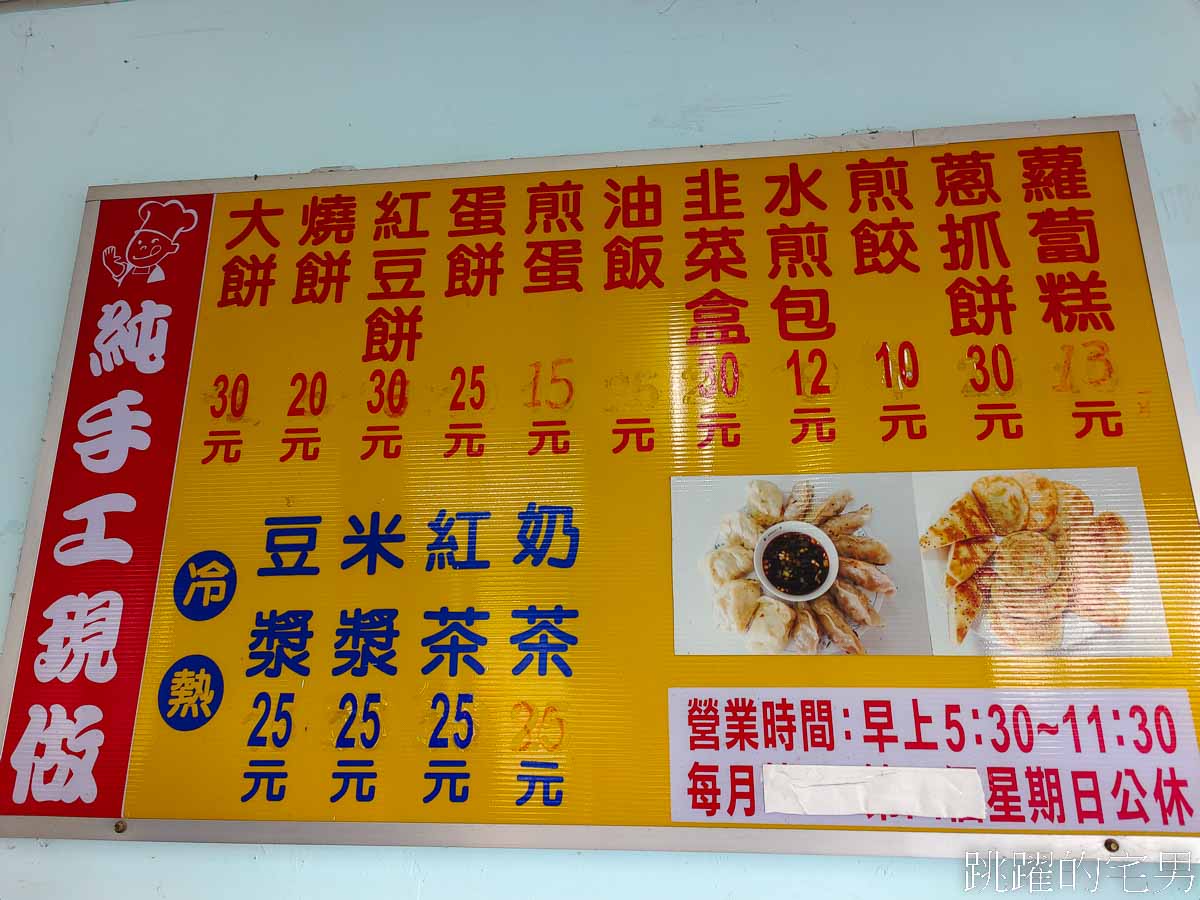 純手工現做
大餅 30元
燒餅 20元
紅豆餅 30元
蛋餅 25元
煎蛋 15元
油飯 元
韭菜盒 30元
水煎包 12元
煎餃 10元
蔥抓餅 30元
蘿蔔糕 13元
冷
熱
豆漿 25元
米漿 25元
紅茶 25元
奶茶 元
營業時間:早上5:30~11:30
每月 星期日公休
跳躍的宅男